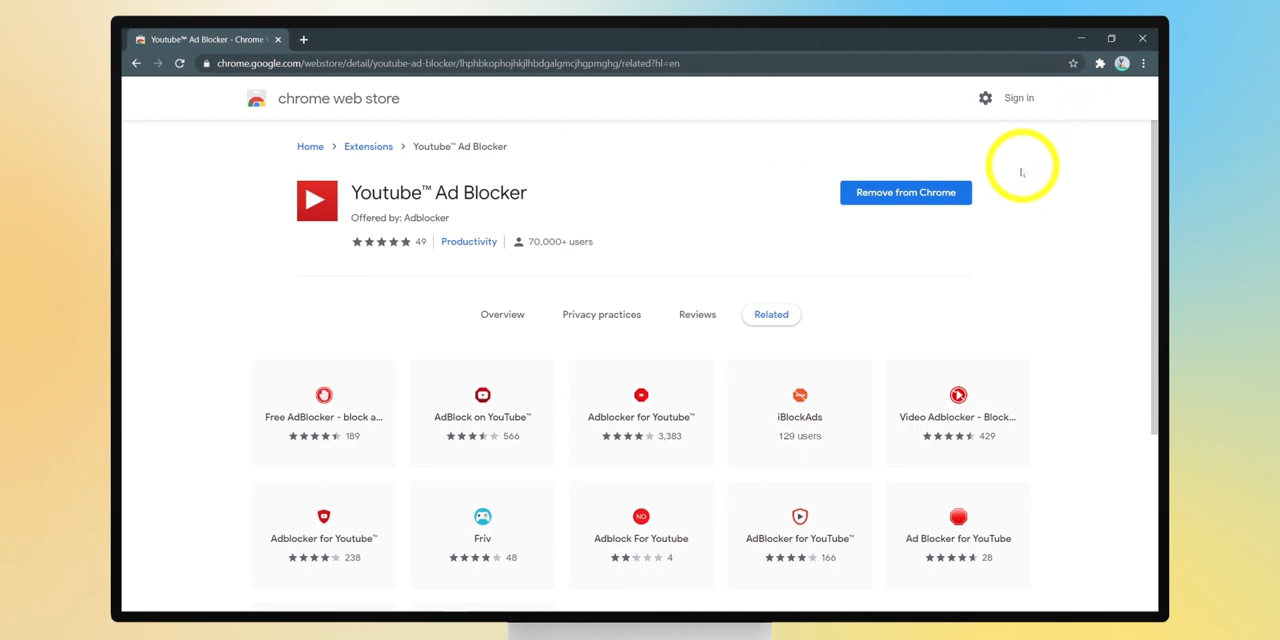 Youtube™ Ad Blocker - Chrome
chrome.google.com/webstore/detail/youtube-ad-blocker/lhphbkophojhkjlhbdgalgmcjhgpmghg/related?hl=en
chrome web store
Sign in
Home > Extensions > Youtube™ Ad Blocker
Youtube™ Ad Blocker
Remove from Chrome
Offered by: Adblocker
49 Productivity 70,000+ users
Overview Privacy practices Reviews Related
Free AdBlocker - block a...
189
AdBlock on YouTube™
566
Adblocker for Youtube™
3,383
iBlockAds
129 users
Video Adblocker - Block...
429
Adblocker for Youtube™
238
Friv
48
NO
Adblock For Youtube
4
AdBlocker for YouTube™
166
Ad Blocker for YouTube
28